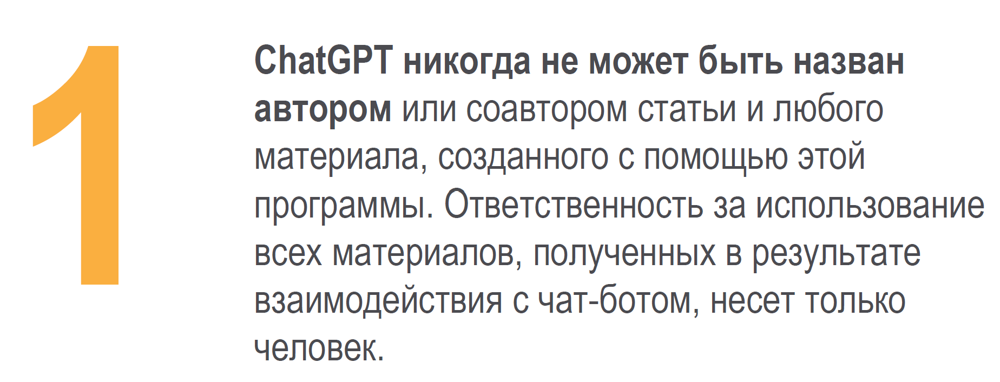 1
ChatGPT никогда не может быть назван
автором или соавтором статьи и любого
материала, созданного с помощью этой
программы. Ответственность за использование
всех материалов, полученных в результате
взаимодействия с чат-ботом, несет только
человек.